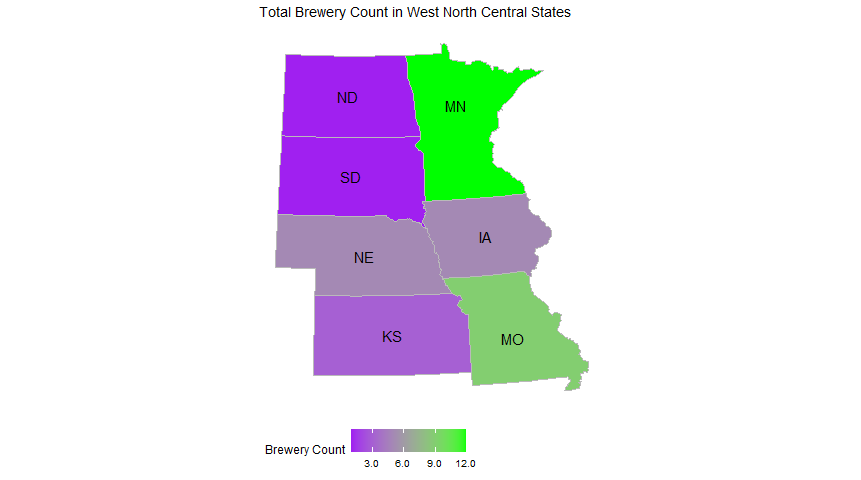 Total Brewery Count in West North Central States
ND
MN
SD
IA
NE
KS
MO
Brewery Count
3.0 6.0 9.0 12.0